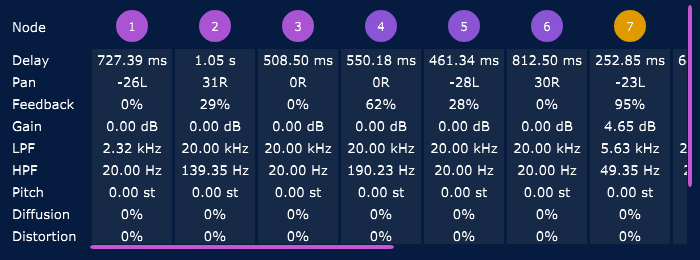 Node 1 2 3 4 5 6 7
Delay 727.39 ms 1.05 s 508.50 ms 550.18 ms 461.34 ms 812.50 ms 252.85 ms 6
Pan -26L 31R 0R 0R -28L 30R -23L
Feedback 0% 29% 0% 62% 28% 0% 95%
Gain 0.00 dB 0.00 dB 0.00 dB 0.00 dB 0.00 dB 0.00 dB 4.65 dB
LPF 2.32 kHz 20.00 kHz 20.00 kHz 20.00 kHz 20.00 kHz 20.00 kHz 5.63 kHz 2
HPF 20.00 Hz 139.35 Hz 20.00 Hz 190.23 Hz 20.00 Hz 20.00 Hz 49.35 Hz 2
Pitch 0.00 st 0.00 st 0.00 st 0.00 st 0.00 st 0.00 st 0.00 st
Diffusion 0% 0% 0% 0% 0% 0% 0%
Distortion 0% 0% 0% 0% 0% 0% 0%